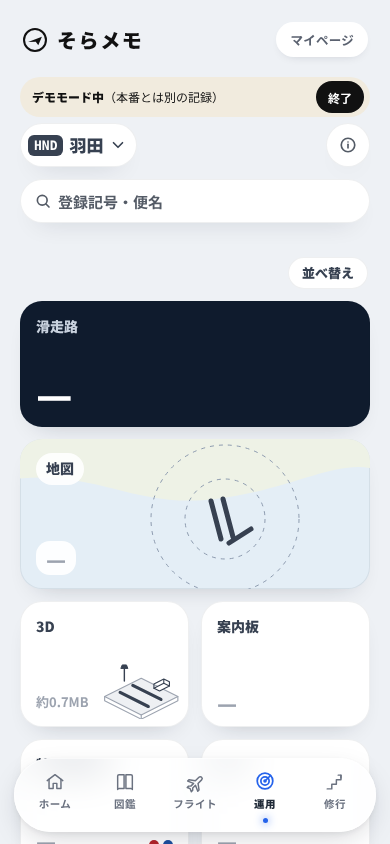 そらメモ
マイページ
デモモード中（本番とは別の記録）
終了
HND 羽田
登録記号・便名
並べ替え
滑走路
—
地図
—
3D
約0.7MB
案内板
—
ホーム
図鑑
フライト
運用
修行